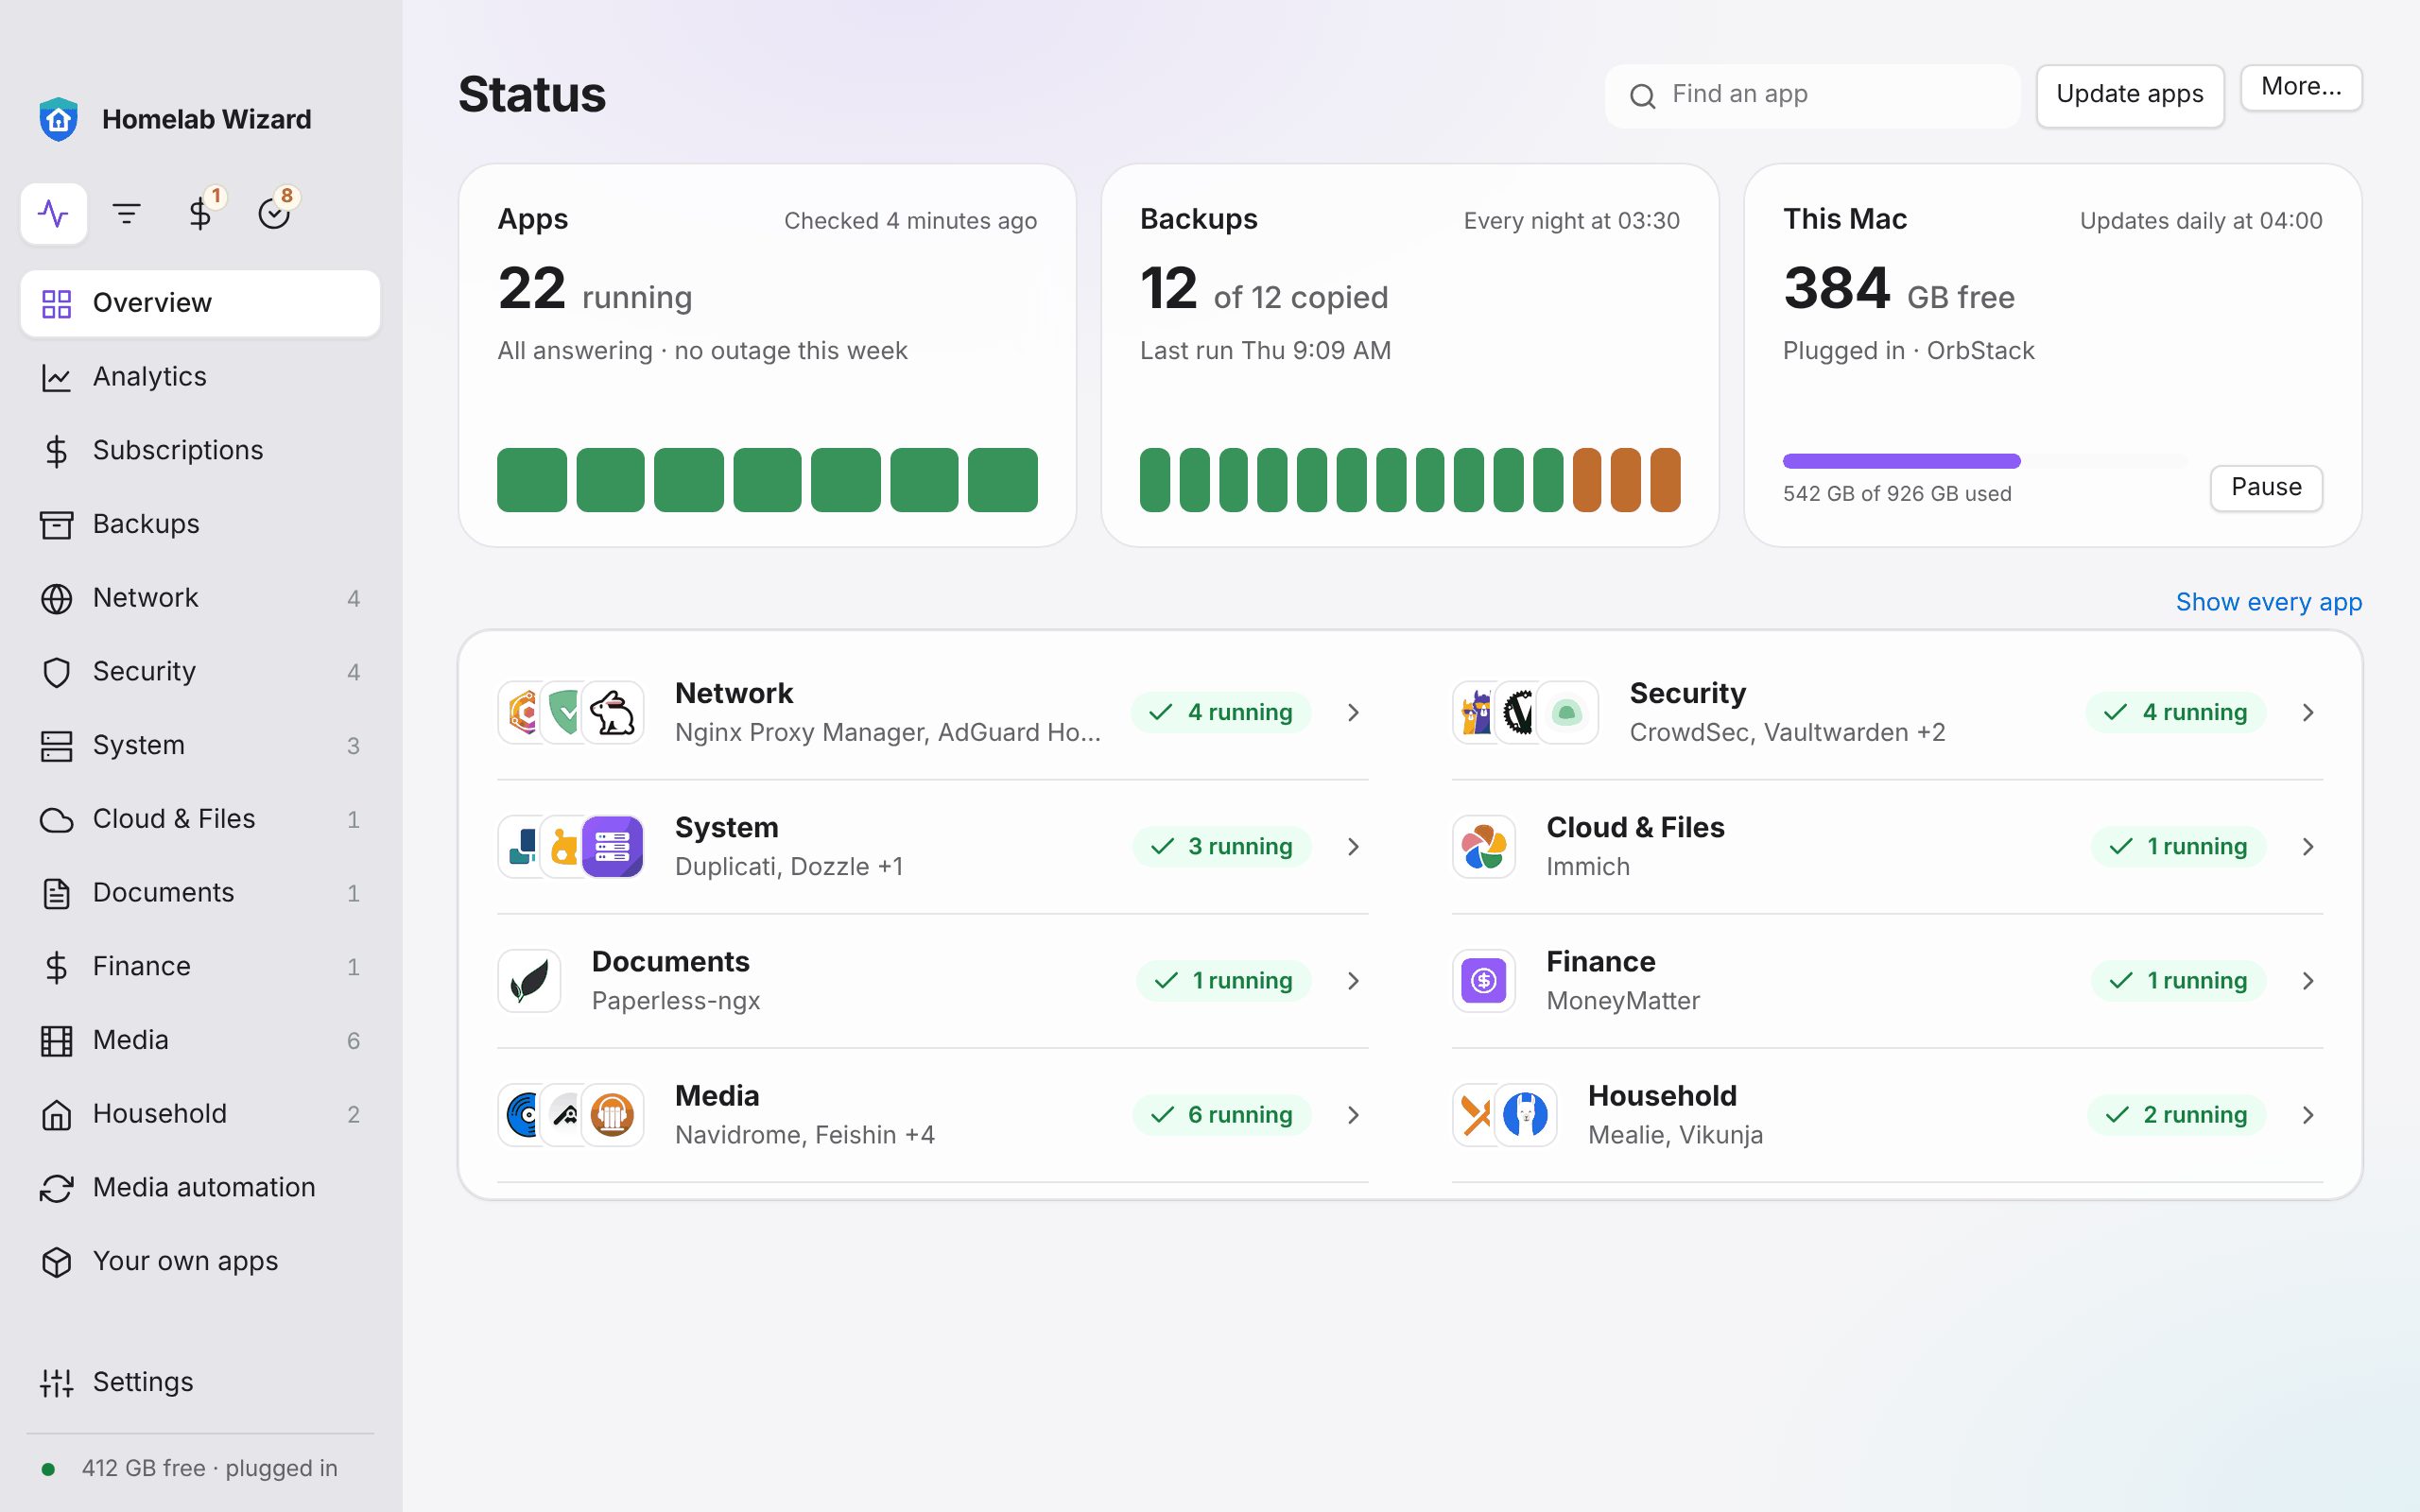 Homelab Wizard
1
8
Overview
Analytics
Subscriptions
Backups
Network 4
Security 4
System 3
Cloud & Files 1
Documents 1
Finance 1
Media 6
Household 2
Media automation
Your own apps
Settings
412 GB free · plugged in
Status
Find an app
Update apps
More...
Apps
Checked 4 minutes ago
22 running
All answering · no outage this week
Backups
Every night at 03:30
12 of 12 copied
Last run Thu 9:09 AM
This Mac
Updates daily at 04:00
384 GB free
Plugged in · OrbStack
542 GB of 926 GB used
Pause
Show every app
Network
Nginx Proxy Manager, AdGuard Ho...
4 running
Security
CrowdSec, Vaultwarden +2
4 running
System
Duplicati, Dozzle +1
3 running
Cloud & Files
Immich
1 running
Documents
Paperless-ngx
1 running
Finance
MoneyMatter
1 running
Media
Navidrome, Feishin +4
6 running
Household
Mealie, Vikunja
2 running